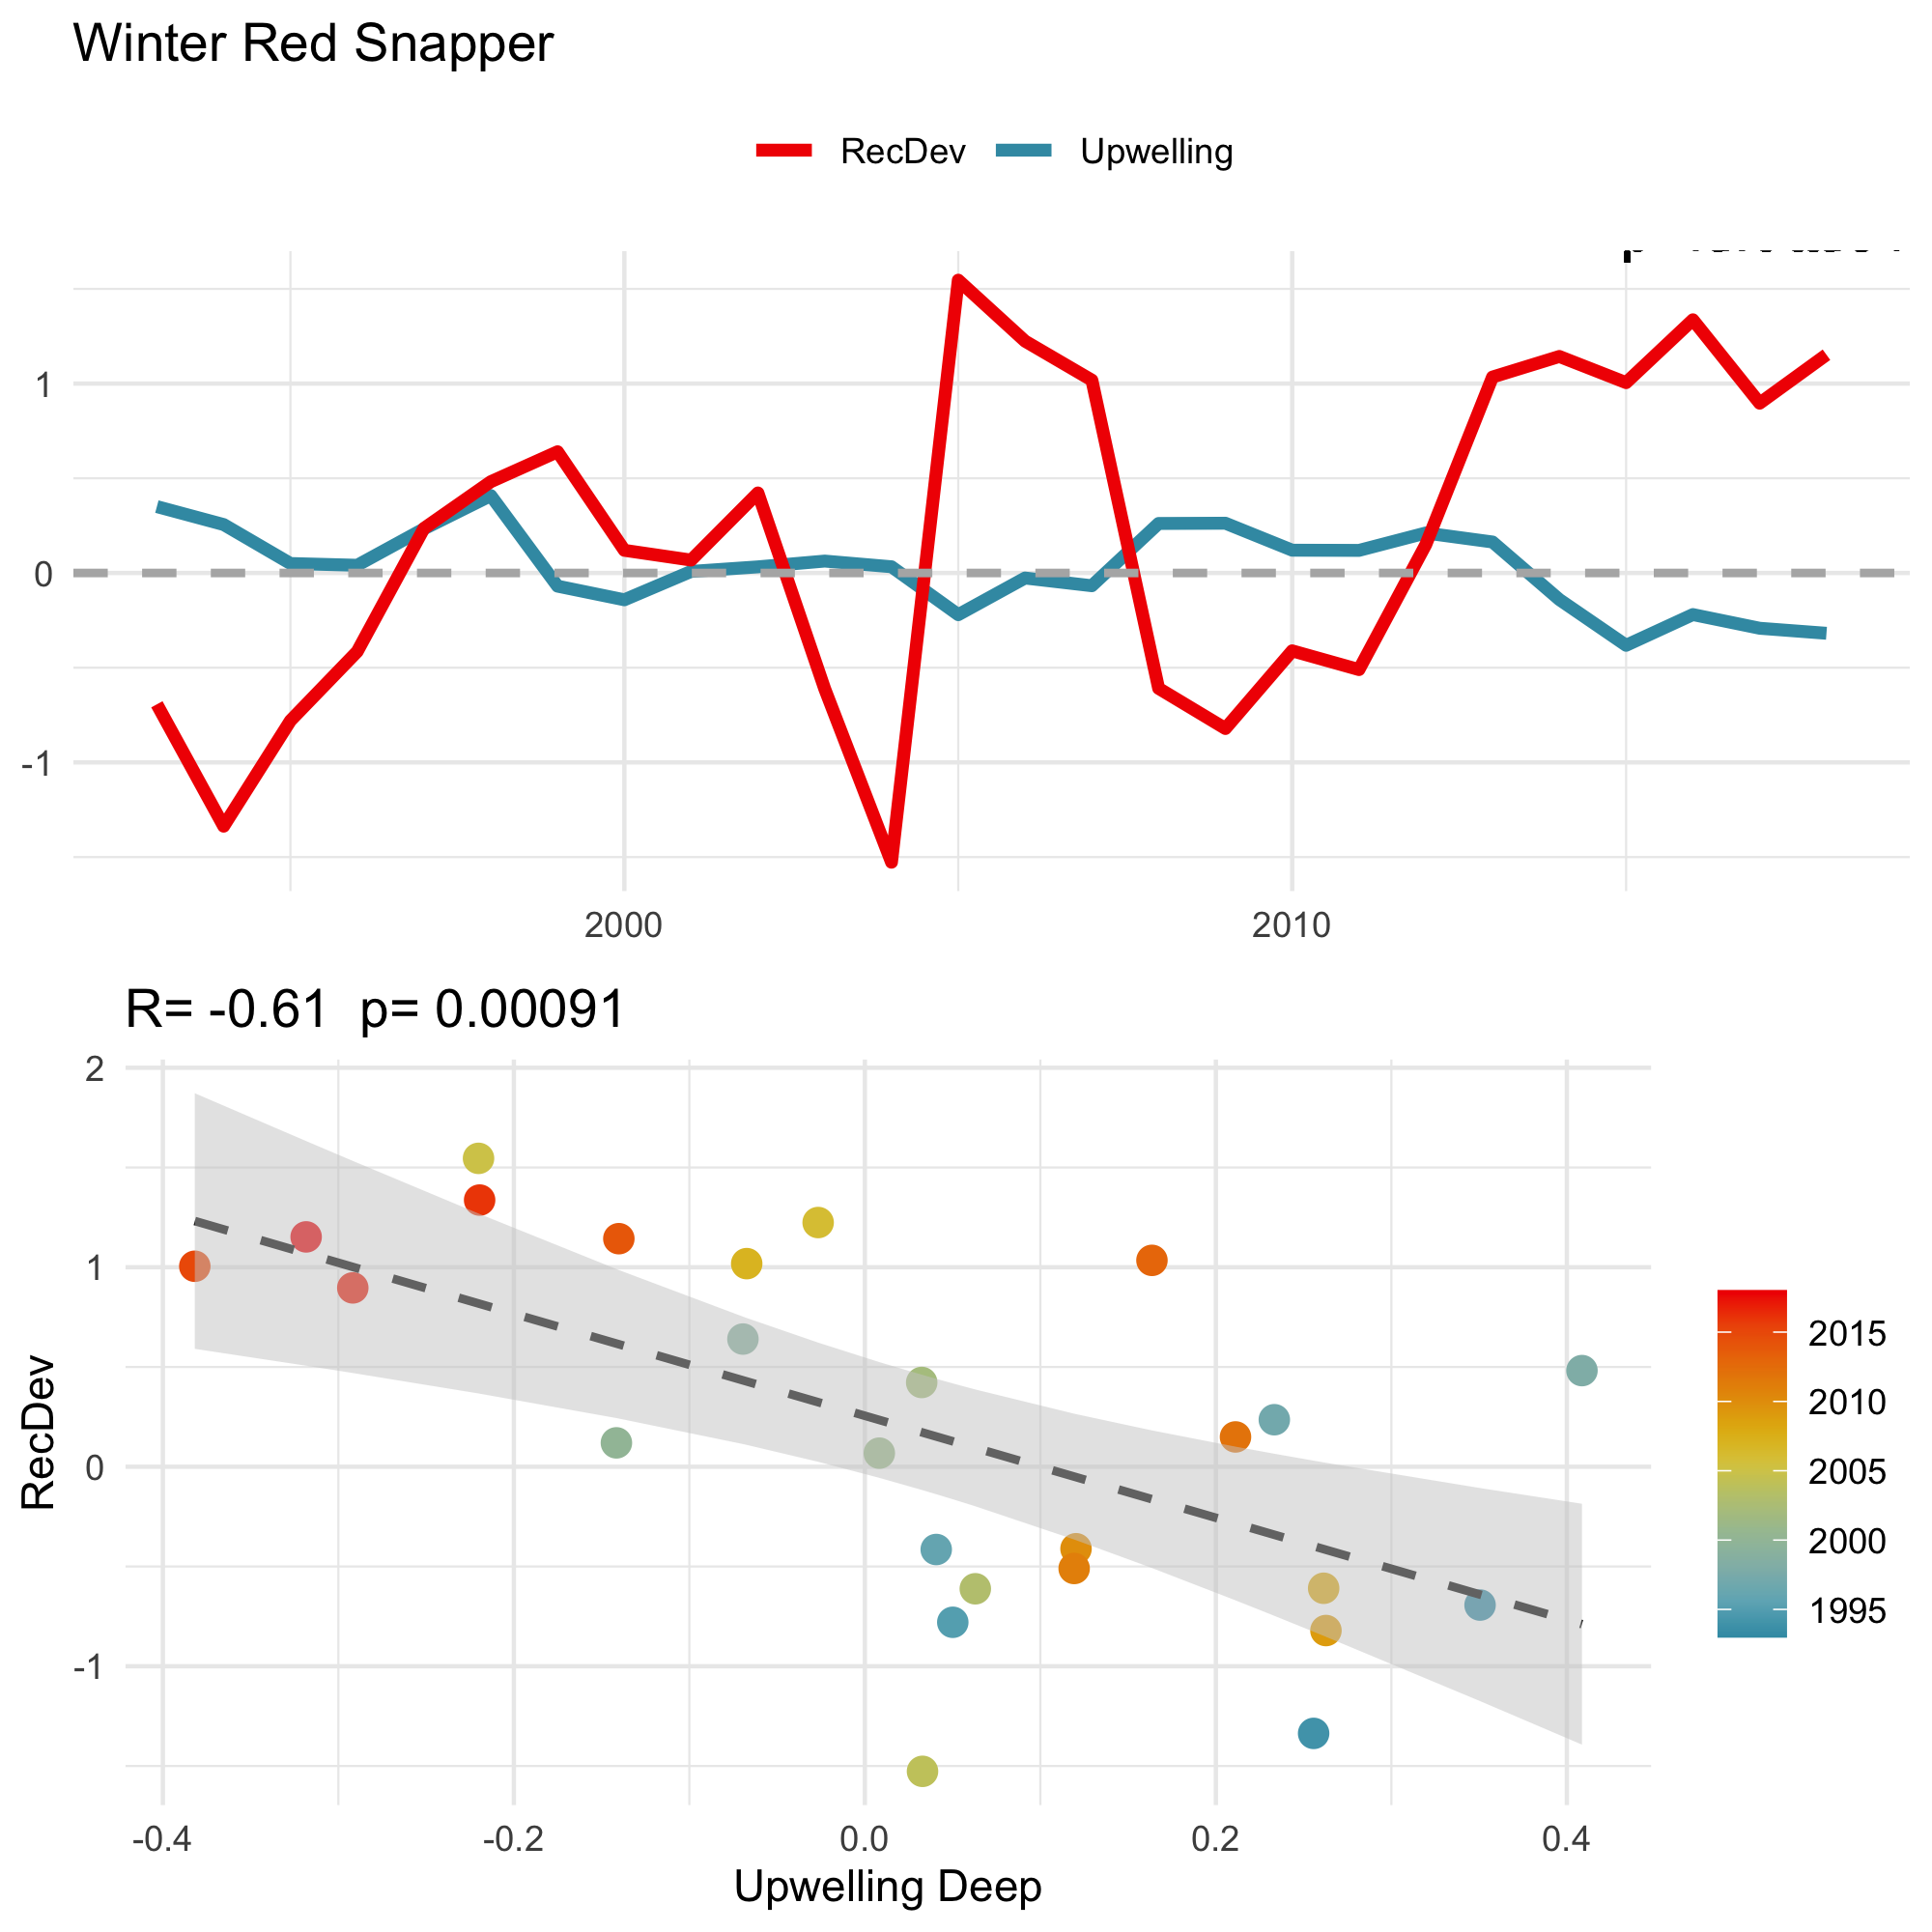 Winter Red Snapper
RecDev Upwelling
1
0
-1
2000 2010
R= -0.61 p= 0.00091
2
1
0
-1
RecDev
-0.4 -0.2 0.0 0.2 0.4
Upwelling Deep
2015
2010
2005
2000
1995